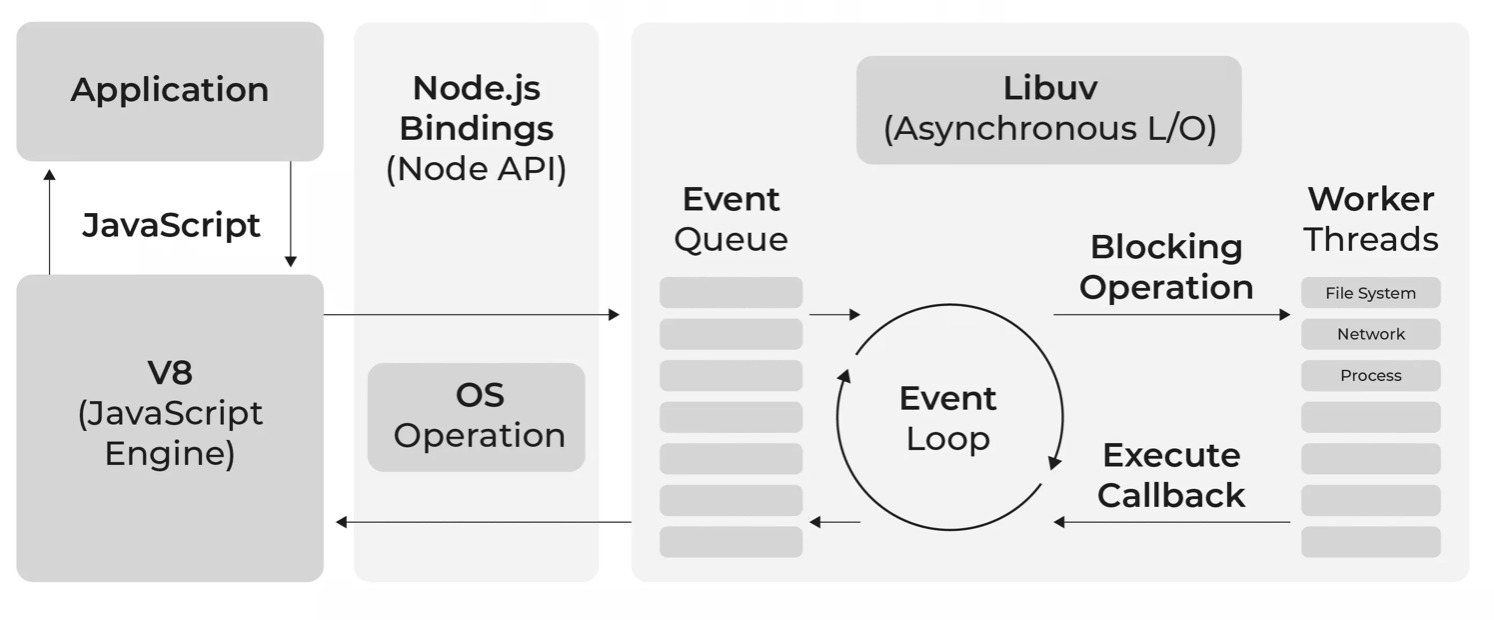 Application
JavaScript
V8
(JavaScript
Engine)
Node.js
Bindings
(Node API)
OS
Operation
Libuv
(Asynchronous L/O)
Event
Queue
Event
Loop
Blocking
Operation
Execute
Callback
Worker
Threads
File System
Network
Process